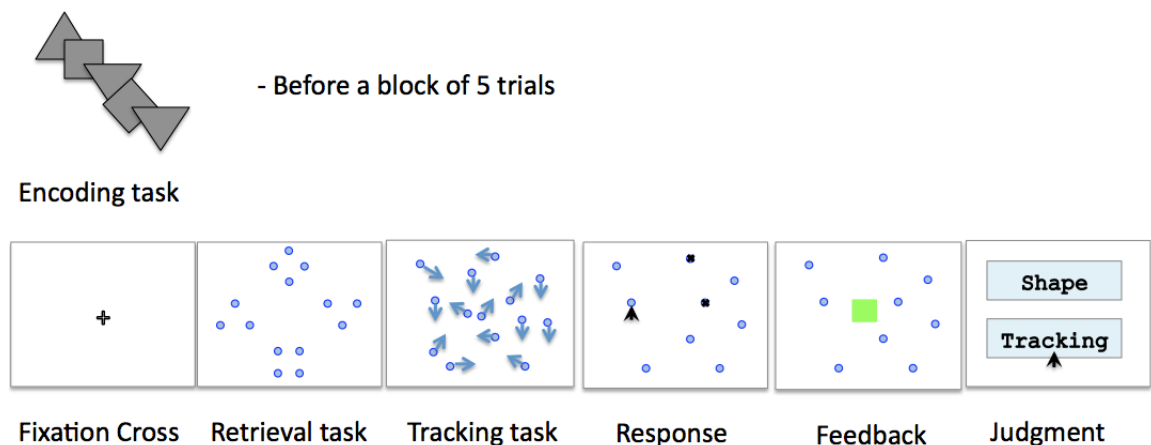 - Before a block of 5 trials
Encoding task
Shape
Tracking
Fixation Cross
Retrieval task
Tracking task
Response
Feedback
Judgment